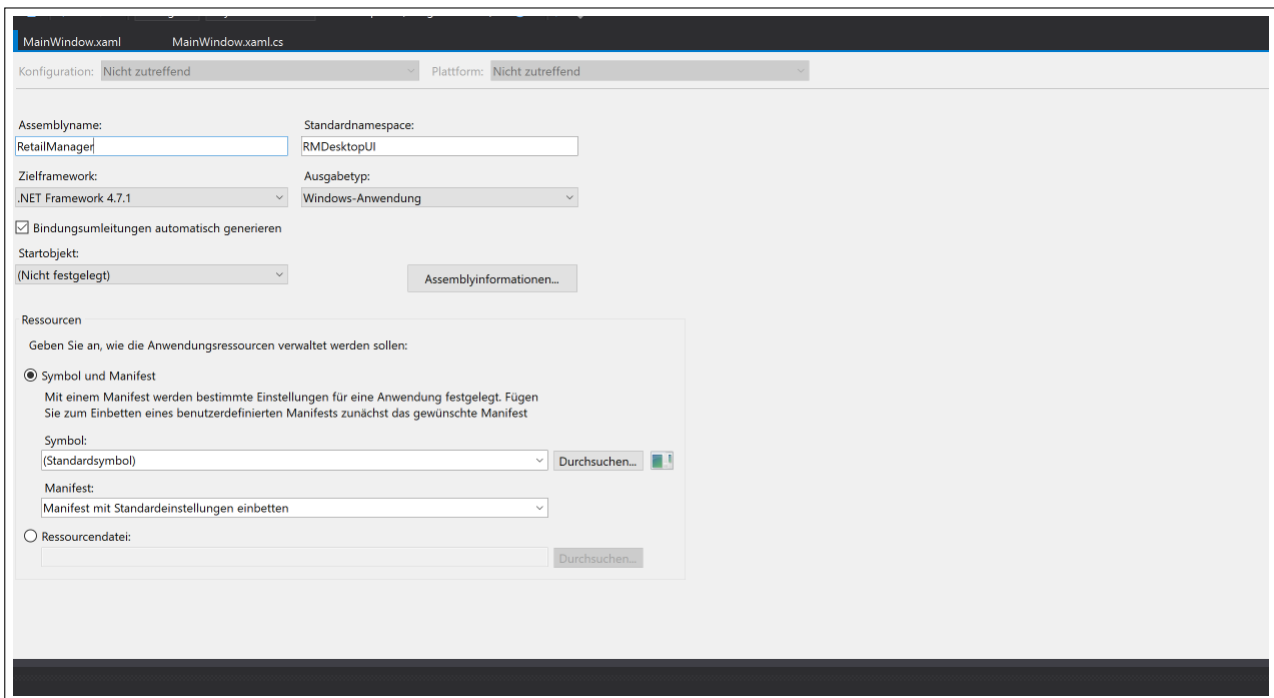 MainWindow.xaml MainWindow.xaml.cs
Konfiguration: Nicht zutreffend Plattform: Nicht zutreffend
Assemblyname: Standardnamespace:
RetailManager RMDesktopUI
Zielframework: Ausgabetyp:
.NET Framework 4.7.1 Windows-Anwendung
Bindungsumleitungen automatisch generieren
Startobjekt:
(Nicht festgelegt) Assemblyinformationen...
Ressourcen
Geben Sie an, wie die Anwendungsressourcen verwaltet werden sollen:
Symbol und Manifest
Mit einem Manifest werden bestimmte Einstellungen für eine Anwendung festgelegt. Fügen
Sie zum Einbetten eines benutzerdefinierten Manifests zunächst das gewünschte Manifest
Symbol:
(Standardsymbol) Durchsuchen...
Manifest:
Manifest mit Standardeinstellungen einbetten
Ressourcendatei:
Durchsuchen...